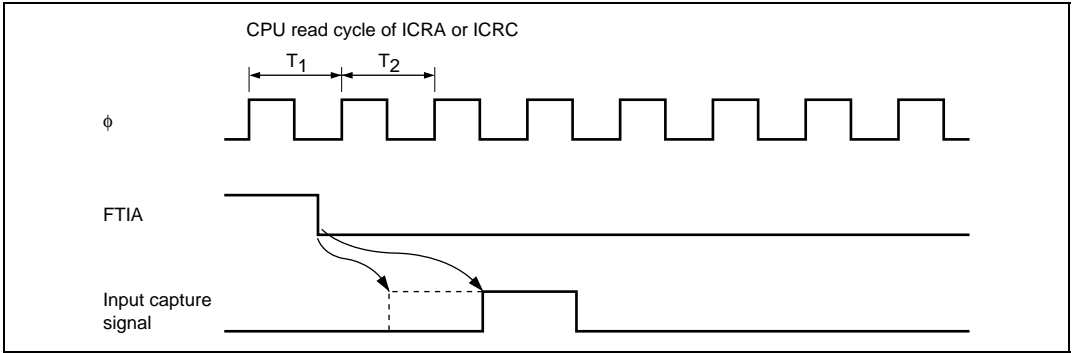 CPU read cycle of ICRA or ICRC
T1 T2
ϕ
FTIA
Input capture
signal